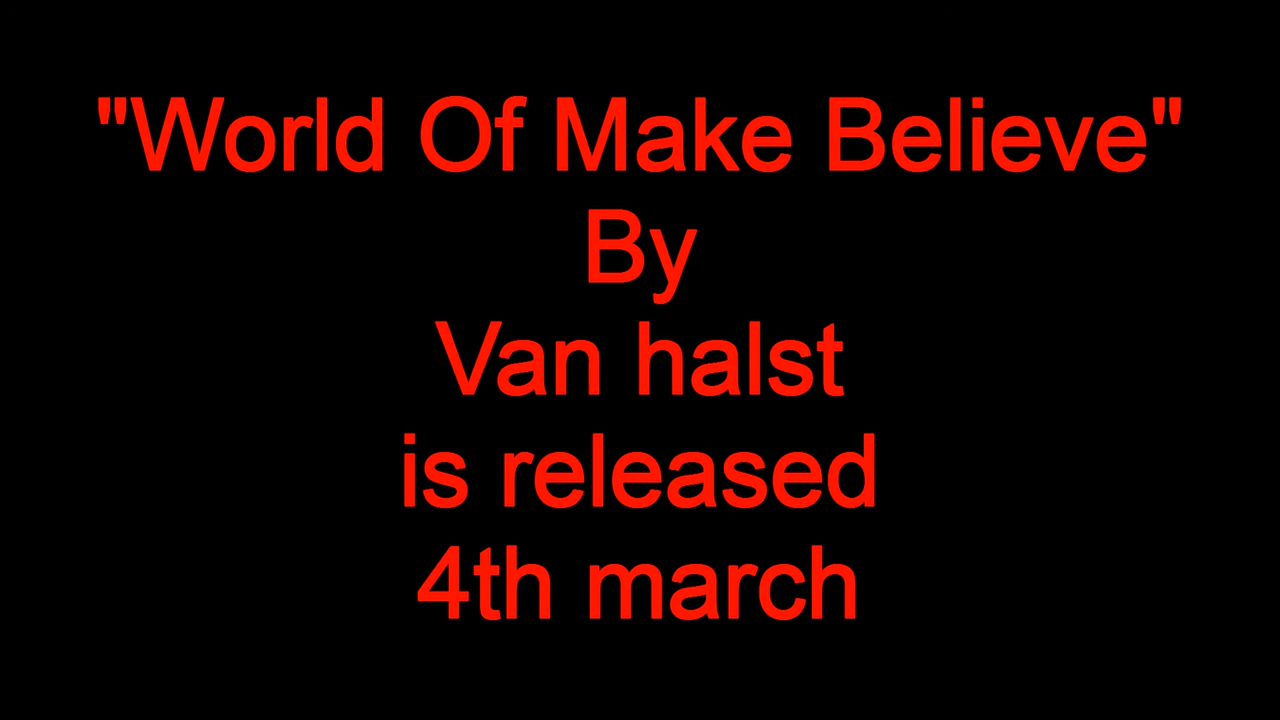 "World Of Make Believe"
By
Van halst
is released
4th march